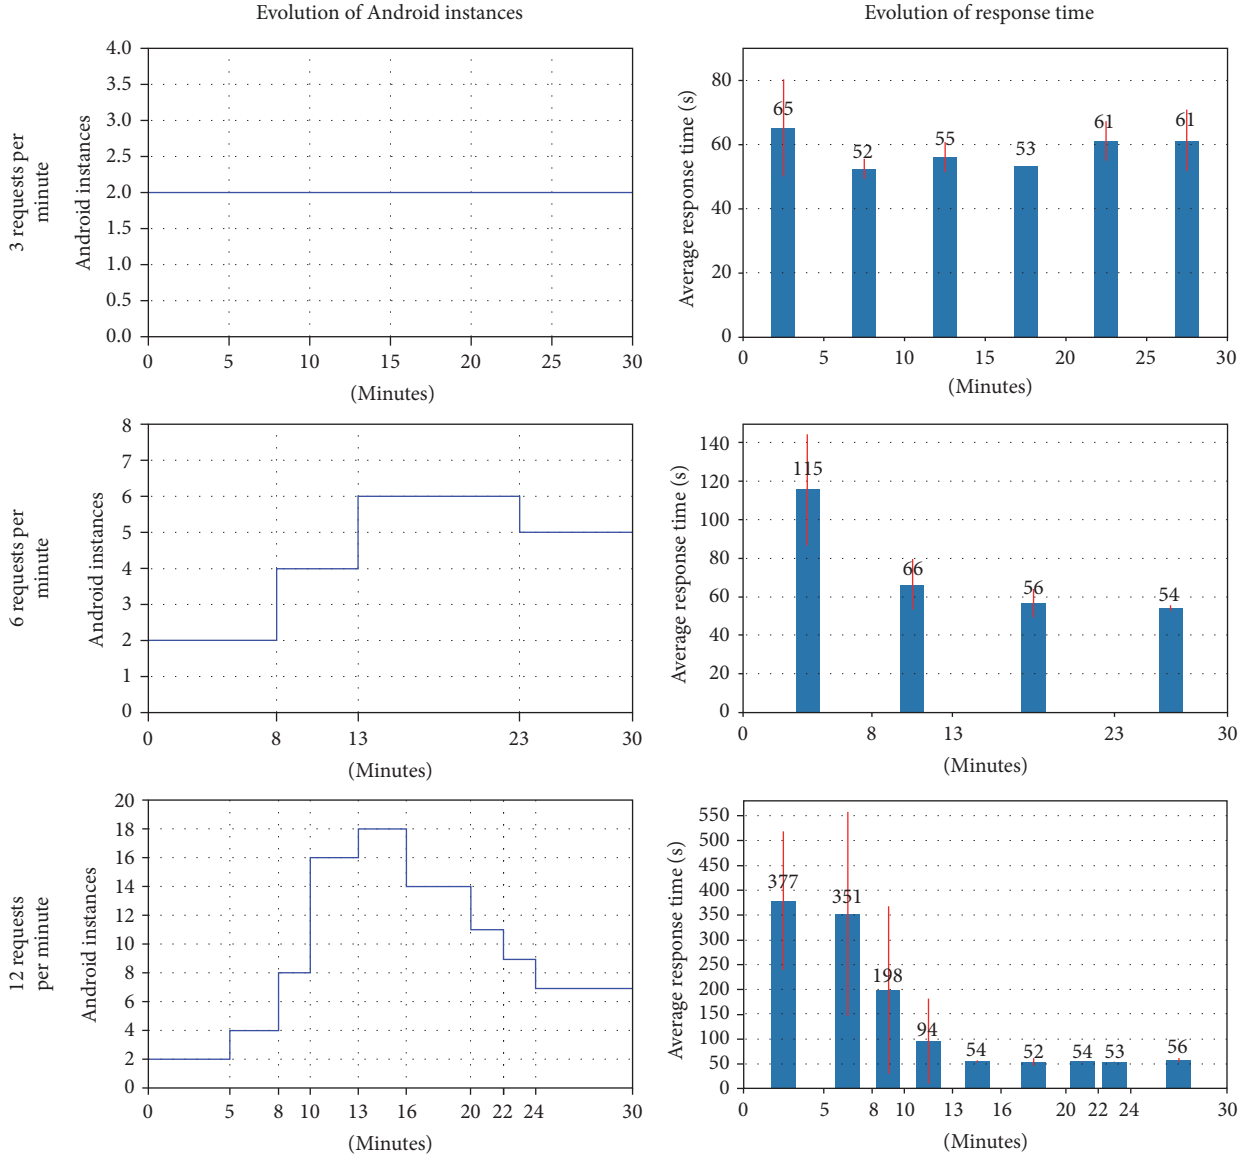 Evolution of Android instances
Evolution of response time
3 requests per
minute
Android instances
4.0
3.5
3.0
2.5
2.0
1.5
1.0
0.5
0.0
0 5 10 15 20 25 30
(Minutes)
Average response time (s)
80
60
40
20
0
65 52 55 53 61 61
0 5 10 15 20 25 30
(Minutes)
6 requests per
minute
Android instances
8
7
6
5
4
3
2
1
0
0 8 13 23 30
(Minutes)
Average response time (s)
140
120
100
80
60
40
20
0
115 66 56 54
0 8 13 23 30
(Minutes)
12 requests
per minute
Android instances
20
18
16
14
12
10
8
6
4
2
0
0 5 8 10 13 16 20 22 24 30
(Minutes)
Average response time (s)
550
500
450
400
350
300
250
200
150
100
50
0
377 351 198 94 54 52 54 53 56
0 5 8 10 13 16 20 22 24 30
(Minutes)